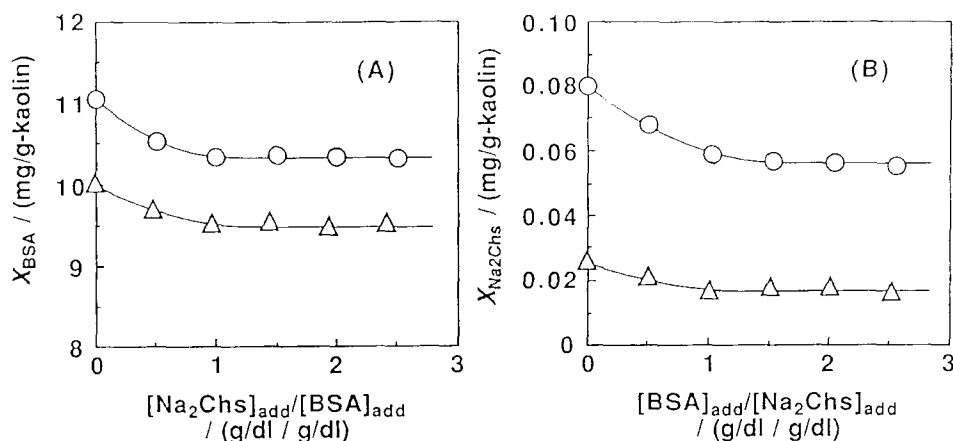 12
11
10
9
8
X_BSA / (mg/g-kaolin)
(A)
0 1 2 3
[Na₂Chs]add/[BSA]add
/ (g/dl / g/dl)
0.10
0.08
0.06
0.04
0.02
0
X_Na2Chs / (mg/g-kaolin)
(B)
0 1 2 3
[BSA]add/[Na₂Chs]add
/ (g/dl / g/dl)